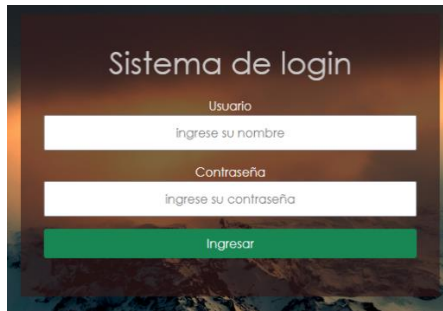 Sistema de login
Usuario
ingrese su nombre
Contraseña
ingrese su contraseña
Ingresar